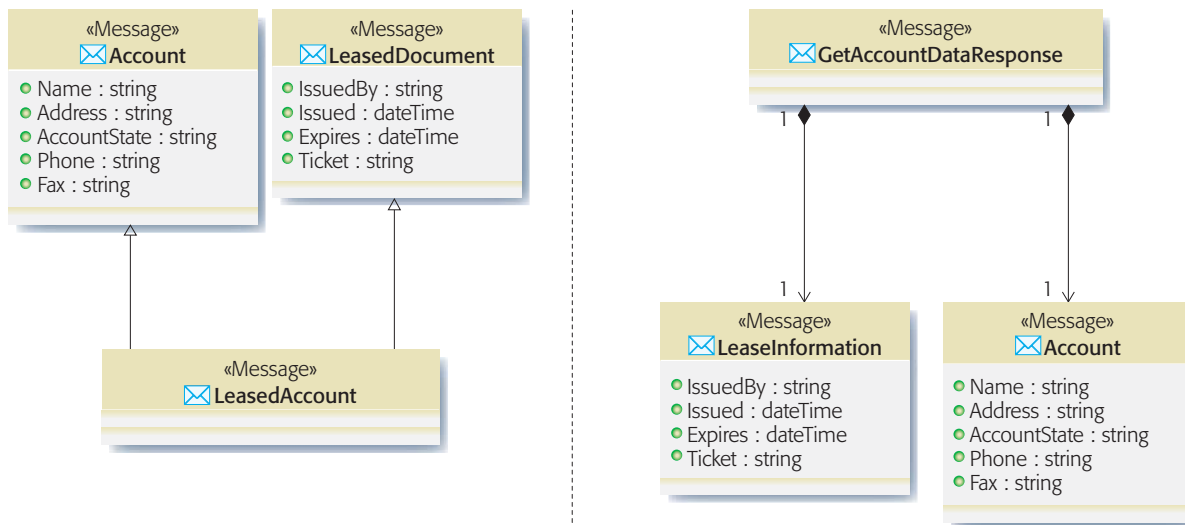 «Message»
Account
Name : string
Address : string
AccountState : string
Phone : string
Fax : string
«Message»
LeasedDocument
IssuedBy : string
Issued : dateTime
Expires : dateTime
Ticket : string
«Message»
LeasedAccount
«Message»
GetAccountDataResponse
1
1
1
1
«Message»
LeaseInformation
IssuedBy : string
Issued : dateTime
Expires : dateTime
Ticket : string
«Message»
Account
Name : string
Address : string
AccountState : string
Phone : string
Fax : string